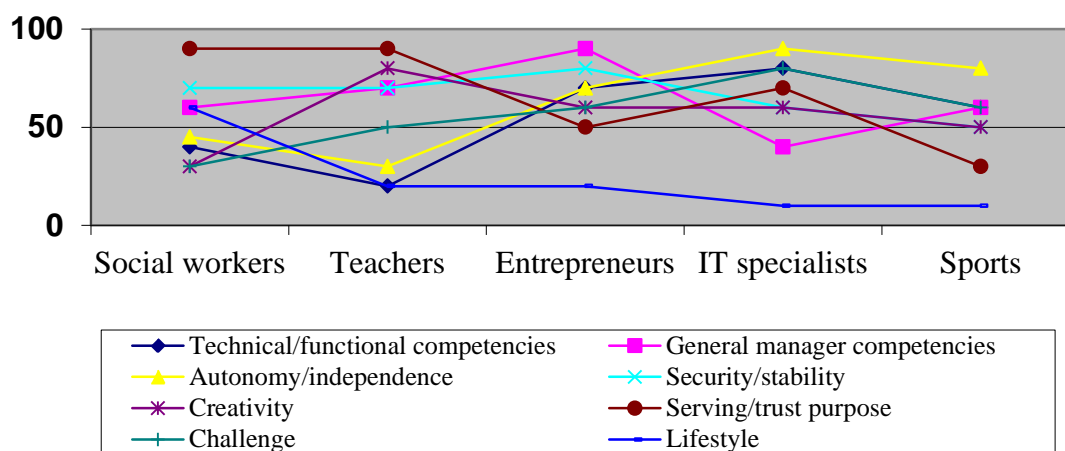 100
50
0
Social workers Teachers Entrepreneurs IT specialists Sports
Technical/functional competencies General manager competencies
Autonomy/independence Security/stability
Creativity Serving/trust purpose
Challenge Lifestyle